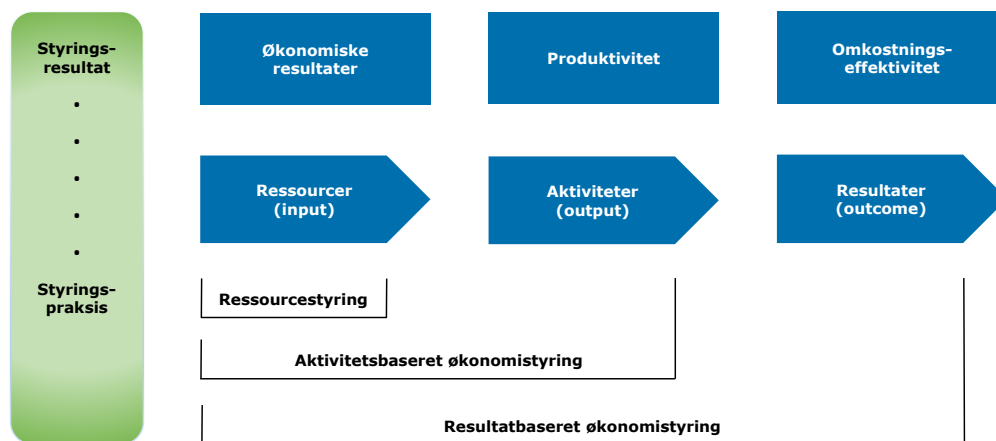 Styrings-
resultat
•
•
•
•
•
Styrings-
praksis
Økonomiske
resultater
Produktivitet
Omkostnings-
effektivitet
Ressourcer
(input)
Aktiviteter
(output)
Resultater
(outcome)
Ressourcestyring
Aktivitetsbaseret økonomistyring
Resultatbaseret økonomistyring